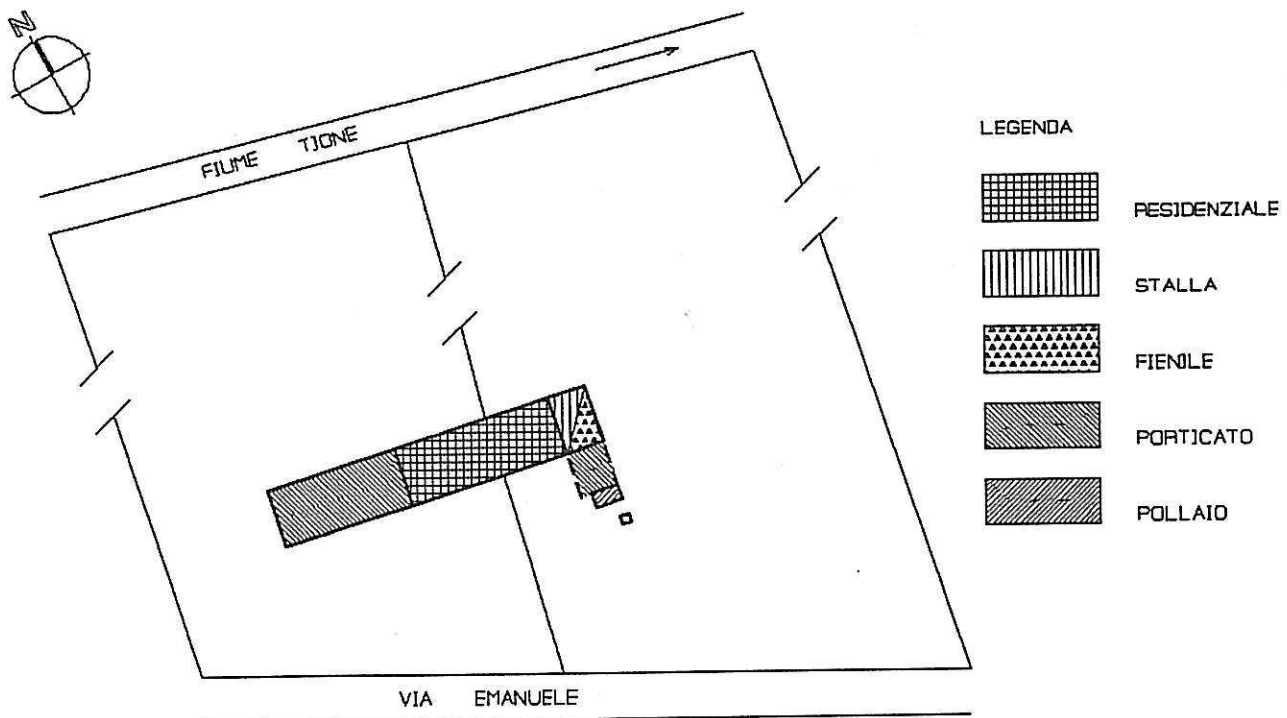 N
FIUME TIONE
LEGENDA
RESIDENZIALE
STALLA
FIENILE
PORTICATO
POLLAIO
VIA EMANUELE